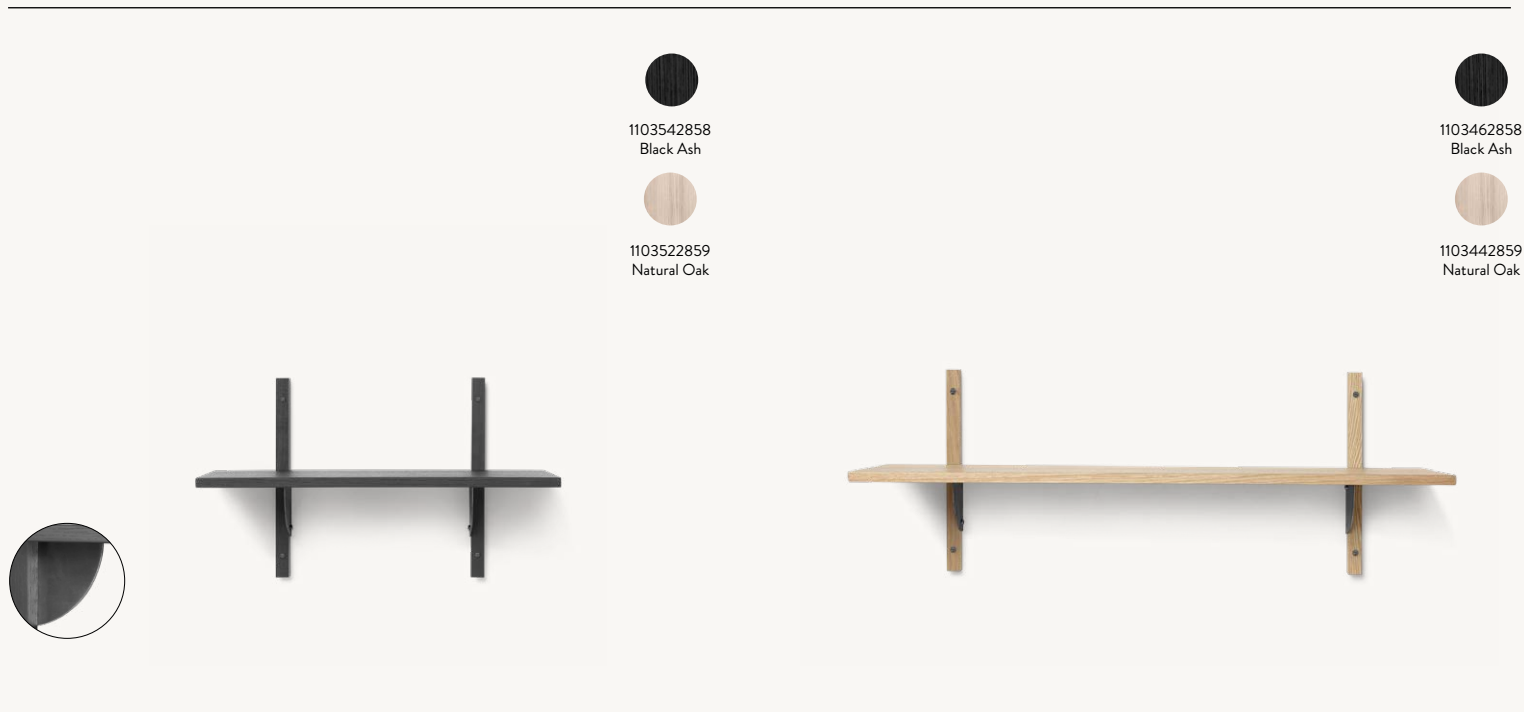 1103542858
Black Ash
1103522859
Natural Oak
1103462858
Black Ash
1103442859
Natural Oak